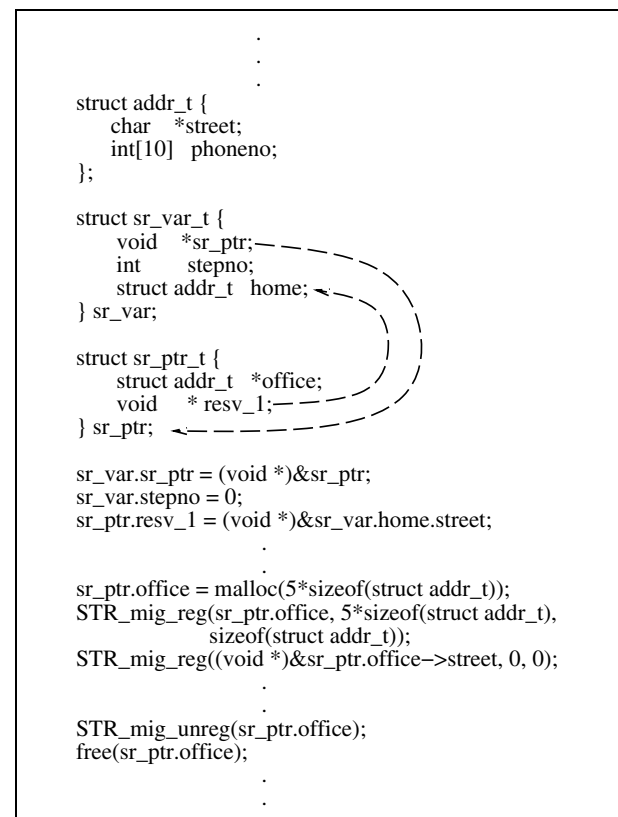 .
.
.
struct addr_t {
char *street;
int[10] phoneno;
};
struct sr_var_t {
void *sr_ptr;
int stepno;
struct addr_t home;
} sr_var;
struct sr_ptr_t {
struct addr_t *office;
void * resv_1;
} sr_ptr;
sr_var.sr_ptr = (void *)&sr_ptr;
sr_var.stepno = 0;
sr_ptr.resv_1 = (void *)&sr_var.home.street;
.
.
sr_ptr.office = malloc(5*sizeof(struct addr_t));
STR_mig_reg(sr_ptr.office, 5*sizeof(struct addr_t),
sizeof(struct addr_t));
STR_mig_reg((void *)&sr_ptr.office->street, 0, 0);
.
.
STR_mig_unreg(sr_ptr.office);
free(sr_ptr.office);
.
.